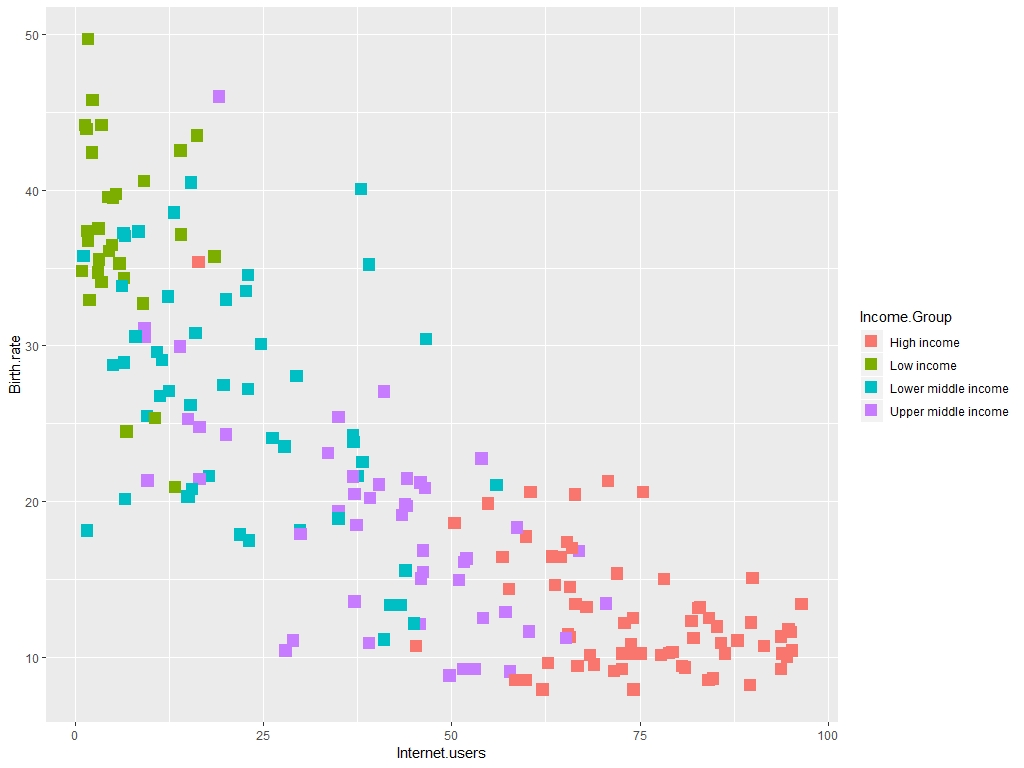 50
40
30
20
10
Birth.rate
0
25
50
75
100
Internet.users
Income.Group
High income
Low income
Lower middle income
Upper middle income